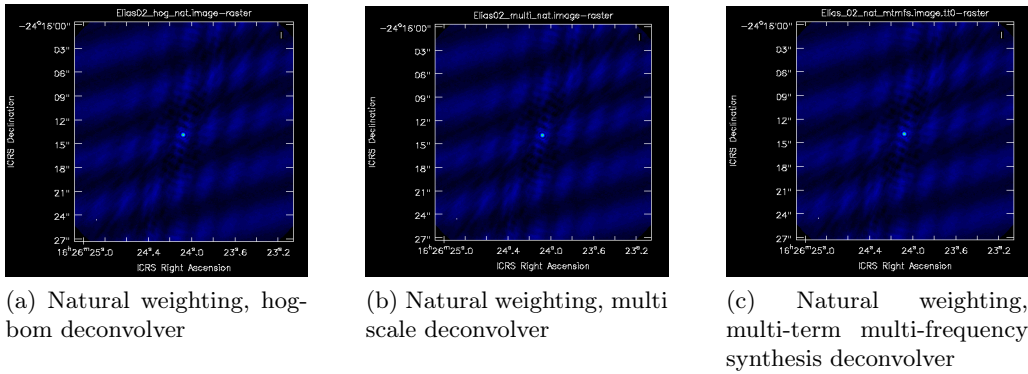 Elias02_hog_nat.image-raster
−24°15'00"
03"
06"
09"
12"
15"
18"
21"
24"
27"
16ʰ26ᵐ25ˢ.0
24ˢ.4
24ˢ.0
23ˢ.6
23ˢ.2
ICRS Declination
ICRS Right Ascension
(a) Natural weighting, hog-
bom deconvolver
Elias02_multi_nat.image-raster
−24°15'00"
03"
06"
09"
12"
15"
18"
21"
24"
27"
16ʰ26ᵐ25ˢ.0
24ˢ.4
24ˢ.0
23ˢ.6
23ˢ.2
ICRS Declination
ICRS Right Ascension
(b) Natural weighting, multi
scale deconvolver
Elias_02_nat_mtmfs.image.tt0-raster
−24°15'00"
03"
06"
09"
12"
15"
18"
21"
24"
27"
16ʰ26ᵐ25ˢ.0
24ˢ.4
24ˢ.0
23ˢ.6
23ˢ.2
ICRS Declination
ICRS Right Ascension
(c) Natural weighting,
multi-term multi-frequency
synthesis deconvolver